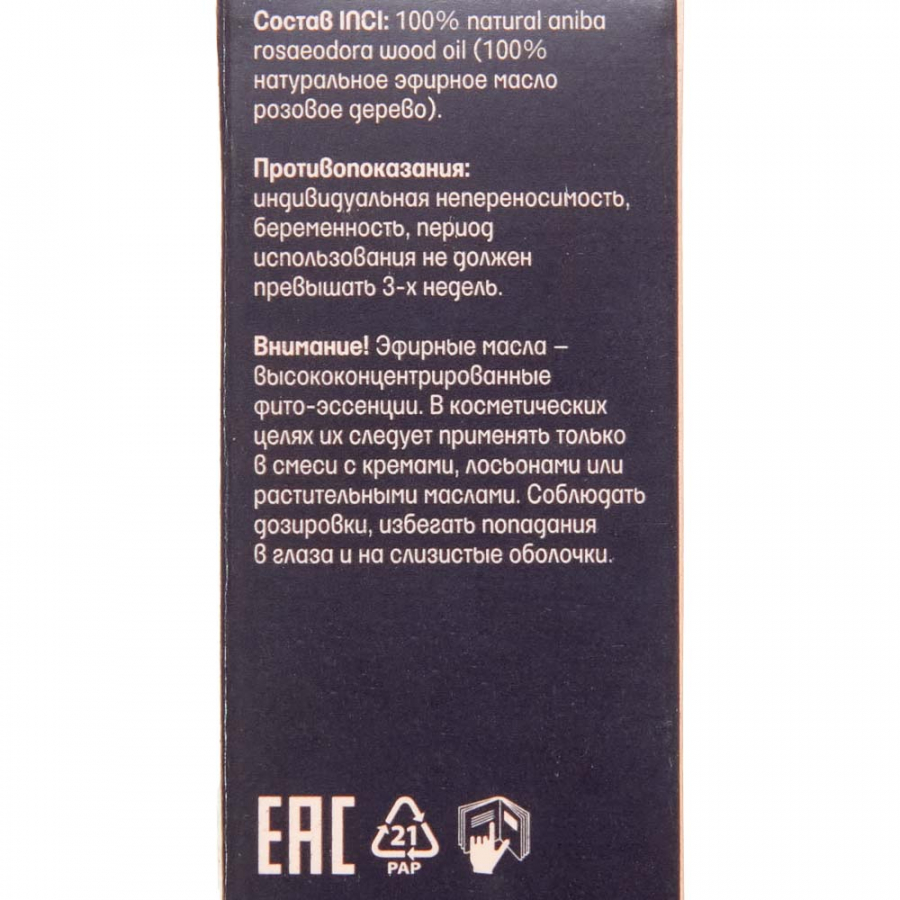 Состав INCI: 100% natural aniba
rosaeodora wood oil (100%
натуральное эфирное масло
розовое дерево).
Противопоказания:
индивидуальная непереносимость,
беременность, период
использования не должен
превышать 3-х недель.
Внимание! Эфирные масла –
высококонцентрированные
фито-эссенции. В косметических
целях их следует применять только
в смеси с кремами, лосьонами или
растительными маслами. Соблюдать
дозировки, избегать попадания
в глаза и на слизистые оболочки.
EAC
21
PAP